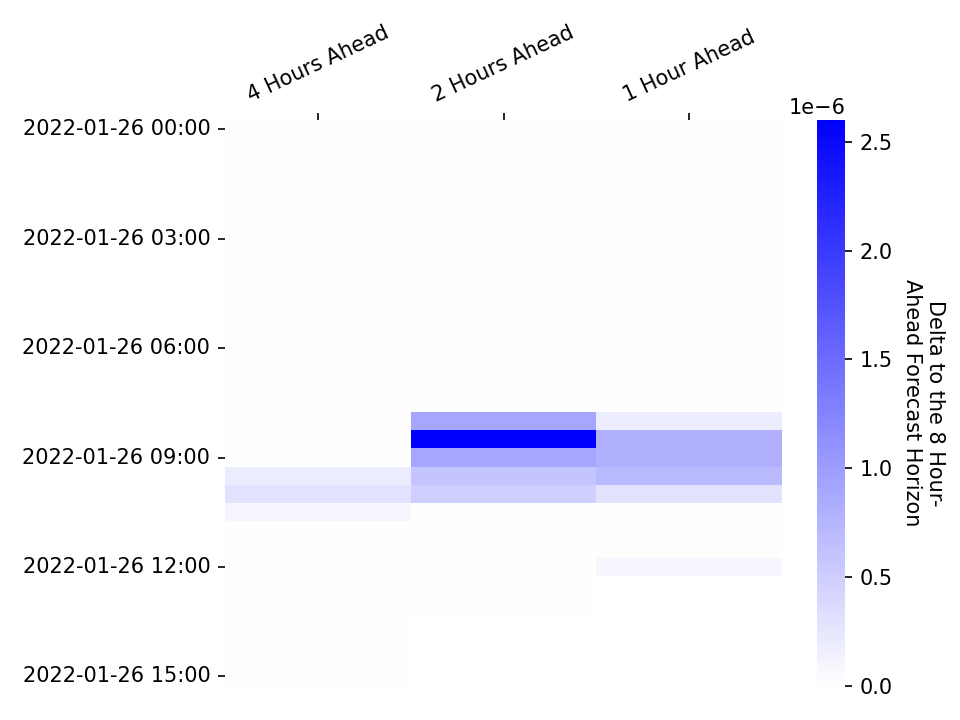 4 Hours Ahead
2 Hours Ahead
1 Hour Ahead
1e−6
2022-01-26 00:00
2022-01-26 03:00
2022-01-26 06:00
2022-01-26 09:00
2022-01-26 12:00
2022-01-26 15:00
2.5
2.0
1.5
1.0
0.5
0.0
Delta to the 8 Hour-
Ahead Forecast Horizon